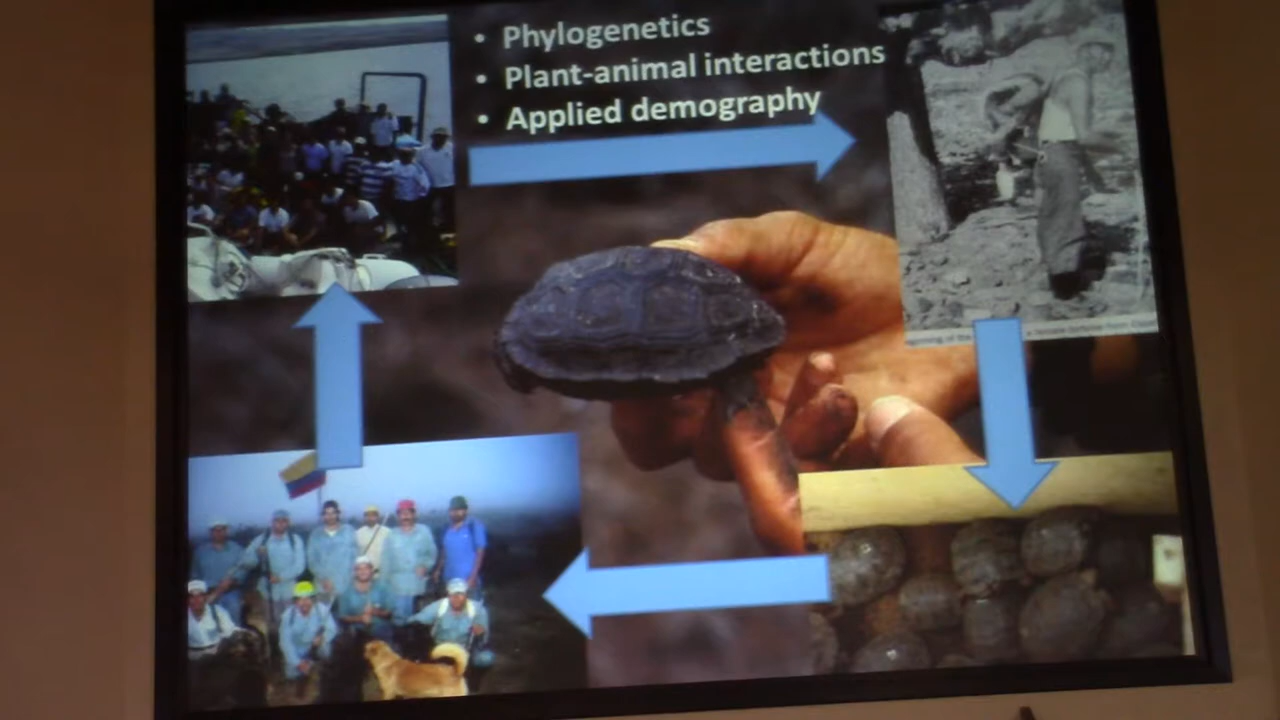 • Phylogenetics
• Plant-animal interactions
• Applied demography